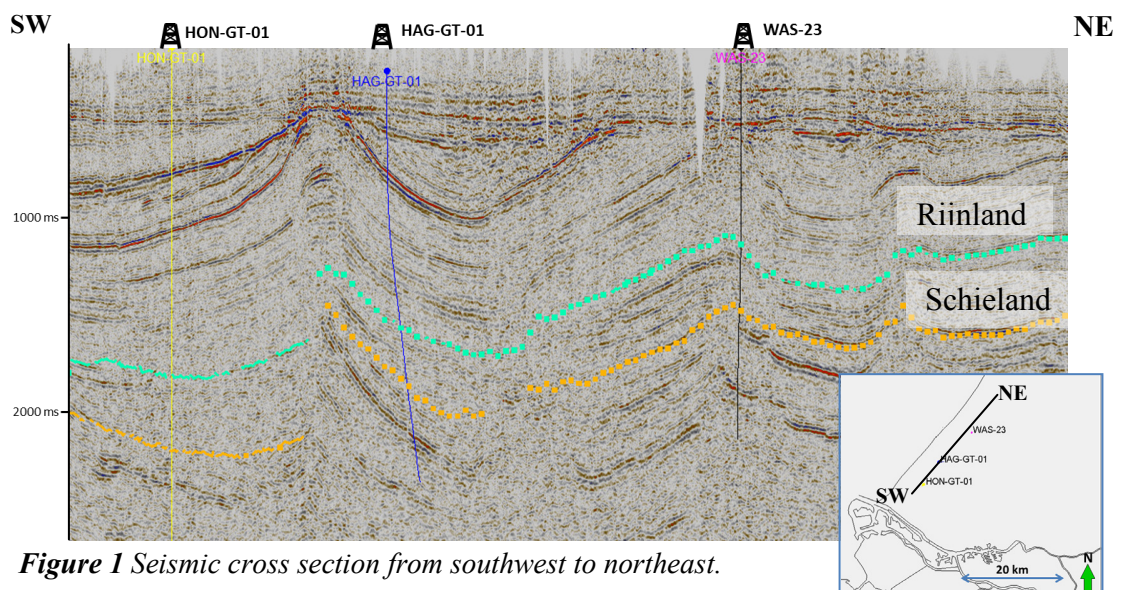 SW
HON-GT-01
HAG-GT-01
WAS-23
NE
HON-GT-01
HAG-GT-01
WAS-23
1000 ms
Riinland
Schieland
2000 ms
NE
WAS-23
HAG-GT-01
HON-GT-01
SW
20 km
N
Figure 1 Seismic cross section from southwest to northeast.